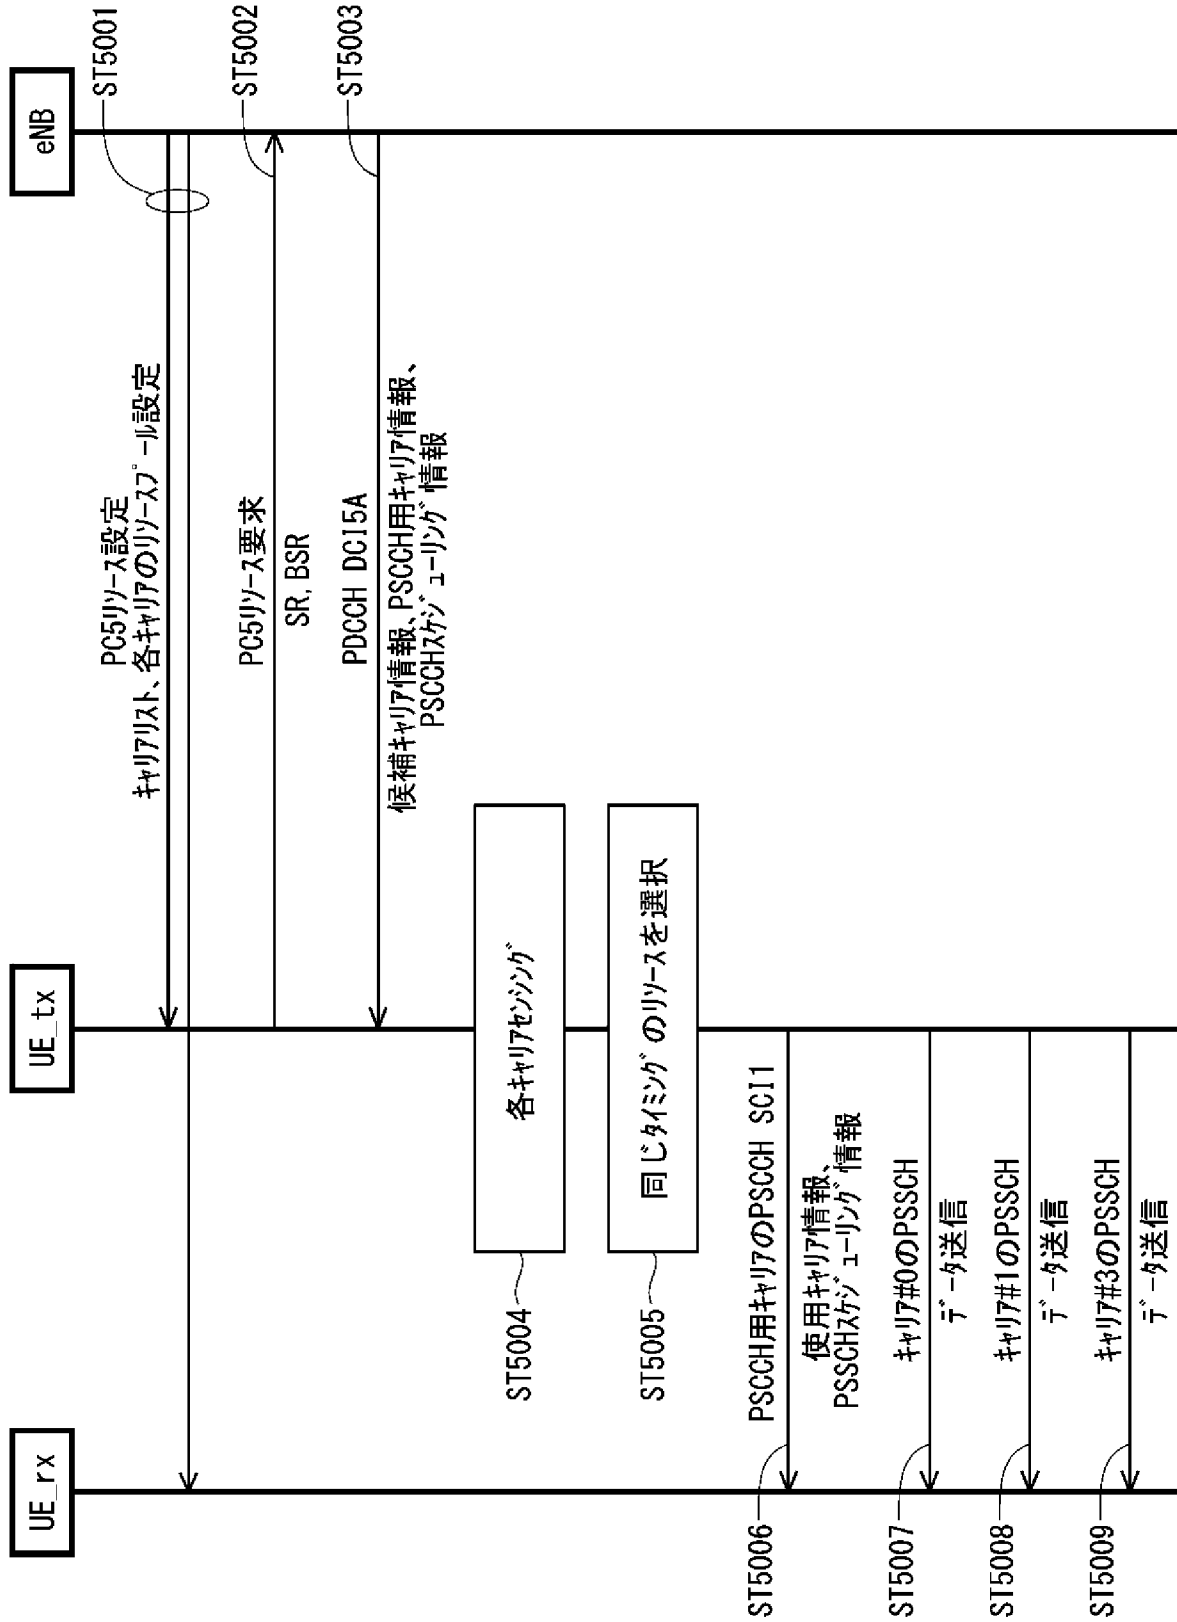 UE_rx
UE_tx
eNB
ST5001
PC5リソース設定
キャリアリスト、各キャリアのリソースプール設定
ST5002
PC5リソース要求
SR, BSR
ST5003
PDCCH DCI5A
候補キャリア情報、PSCCH用キャリア情報、
PSCCHスケジューリング情報
ST5004
各キャリアセンシング
ST5005
同じタイミングのリソースを選択
ST5006
PSCCH用キャリアのPSCCH SCI1
使用キャリア情報、
PSSCHスケジューリング情報
ST5007
キャリア#0のPSSCH
データ送信
ST5008
キャリア#1のPSSCH
データ送信
ST5009
キャリア#3のPSSCH
データ送信